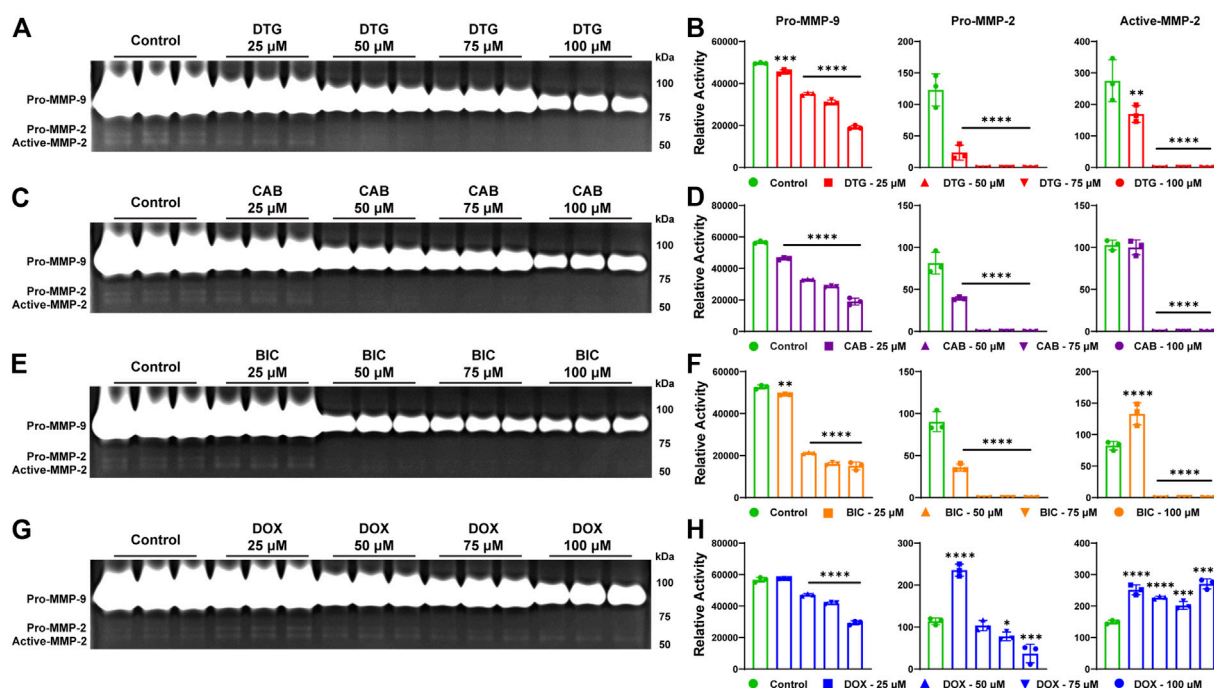 A
Control
DTG
25 µM
DTG
50 µM
DTG
75 µM
DTG
100 µM
kDa
100
75
50
Pro-MMP-9
Pro-MMP-2
Active-MMP-2
B
Pro-MMP-9
Pro-MMP-2
Active-MMP-2
Relative Activity
60000
40000
20000
0
***
****
200
150
100
50
0
****
400
300
200
100
0
**
****
Control
DTG - 25 µM
DTG - 50 µM
DTG - 75 µM
DTG - 100 µM
C
Control
CAB
25 µM
CAB
50 µM
CAB
75 µM
CAB
100 µM
kDa
100
75
50
Pro-MMP-9
Pro-MMP-2
Active-MMP-2
D
Relative Activity
80000
60000
40000
20000
0
****
150
100
50
0
****
150
100
50
0
****
Control
CAB - 25 µM
CAB - 50 µM
CAB - 75 µM
CAB - 100 µM
E
Control
BIC
25 µM
BIC
50 µM
BIC
75 µM
BIC
100 µM
kDa
100
75
50
Pro-MMP-9
Pro-MMP-2
Active-MMP-2
F
Relative Activity
60000
40000
20000
0
**
****
150
100
50
0
****
200
150
100
50
0
****
****
Control
BIC - 25 µM
BIC - 50 µM
BIC - 75 µM
BIC - 100 µM
G
Control
DOX
25 µM
DOX
50 µM
DOX
75 µM
DOX
100 µM
kDa
100
75
50
Pro-MMP-9
Pro-MMP-2
Active-MMP-2
H
Relative Activity
80000
60000
40000
20000
0
****
300
200
100
0
****
*
***
400
300
200
100
0
****
****
***
****
Control
DOX - 25 µM
DOX - 50 µM
DOX - 75 µM
DOX - 100 µM